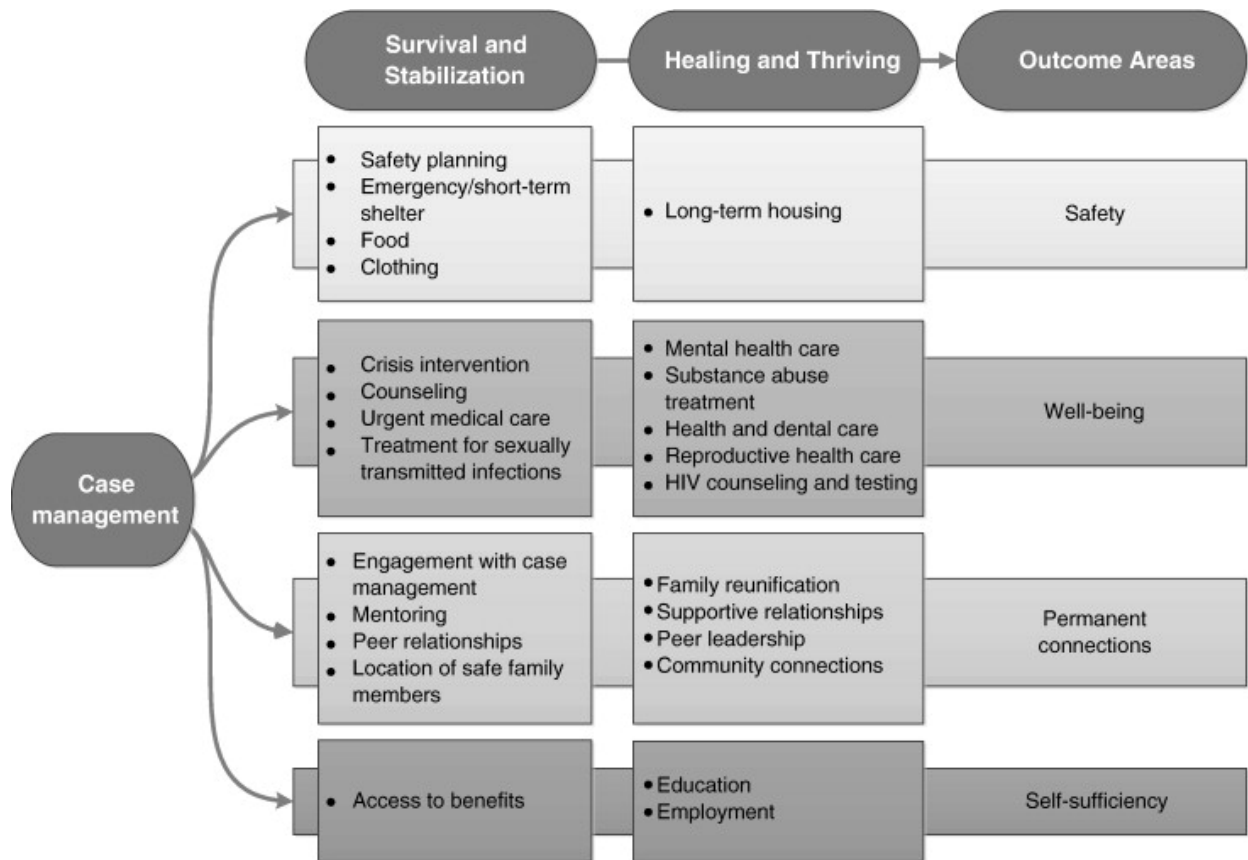 Survival and
Stabilization
Healing and Thriving
Outcome Areas
Case
management
• Safety planning
• Emergency/short-term
shelter
• Food
• Clothing
• Long-term housing
Safety
• Crisis intervention
• Counseling
• Urgent medical care
• Treatment for sexually
transmitted infections
• Mental health care
• Substance abuse
treatment
• Health and dental care
• Reproductive health care
• HIV counseling and testing
Well-being
• Engagement with case
management
• Mentoring
• Peer relationships
• Location of safe family
members
• Family reunification
• Supportive relationships
• Peer leadership
• Community connections
Permanent
connections
• Access to benefits
• Education
• Employment
Self-sufficiency